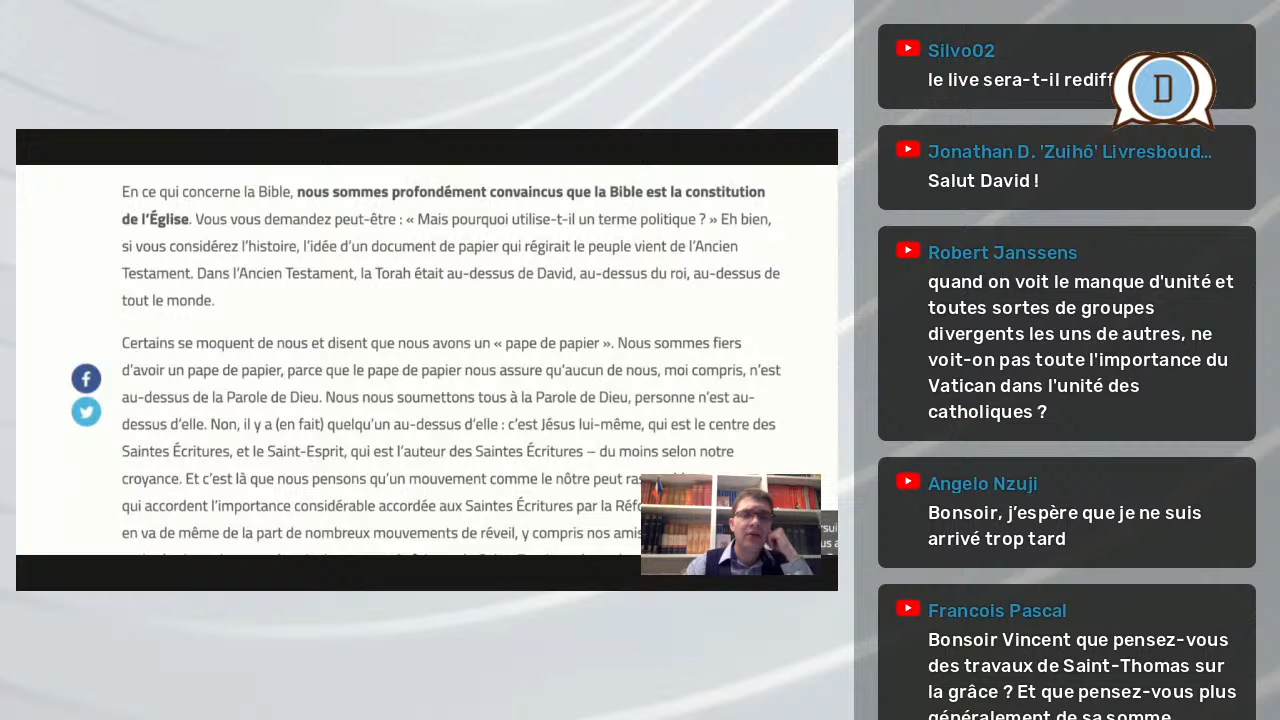 En ce qui concerne la Bible, nous sommes profondément convaincus que la Bible est la constitution
de l'Église. Vous vous demandez peut-être : « Mais pourquoi utilise-t-il un terme politique ? » Eh bien,
si vous considérez l'histoire, l'idée d'un document de papier qui régirait le peuple vient de l'Ancien
Testament. Dans l'Ancien Testament, la Torah était au-dessus de David, au-dessus du roi, au-dessus de
tout le monde.
Certains se moquent de nous et disent que nous avons un « pape de papier ». Nous sommes fiers
d'avoir un pape de papier, parce que le pape de papier nous assure qu'aucun de nous, moi compris, n'est
au-dessus de la Parole de Dieu. Nous nous soumettons tous à la Parole de Dieu, personne n'est au-
dessus d'elle. Non, il y a (en fait) quelqu'un au-dessus d'elle : c'est Jésus lui-même, qui est le centre des
Saintes Écritures, et le Saint-Esprit, qui est l'auteur des Saintes Écritures – du moins selon notre
croyance. Et c'est là que nous pensons qu'un mouvement comme le nôtre peut
qui accordent l'importance considérable accordée aux Saintes Écritures par la
en va de même de la part de nombreux mouvements de réveil, y compris nos amis
Silvo02
le live sera-t-il
D
Jonathan D. 'Zuihô' Livresboud…
Salut David !
Robert Janssens
quand on voit le manque d'unité et
toutes sortes de groupes
divergents les uns de autres, ne
voit-on pas toute l'importance du
Vatican dans l'unité des
catholiques ?
Angelo Nzuji
Bonsoir, j'espère que je ne suis
arrivé trop tard
Francois Pascal
Bonsoir Vincent que pensez-vous
des travaux de Saint-Thomas sur
la grâce ? Et que pensez-vous plus
généralement de sa somme